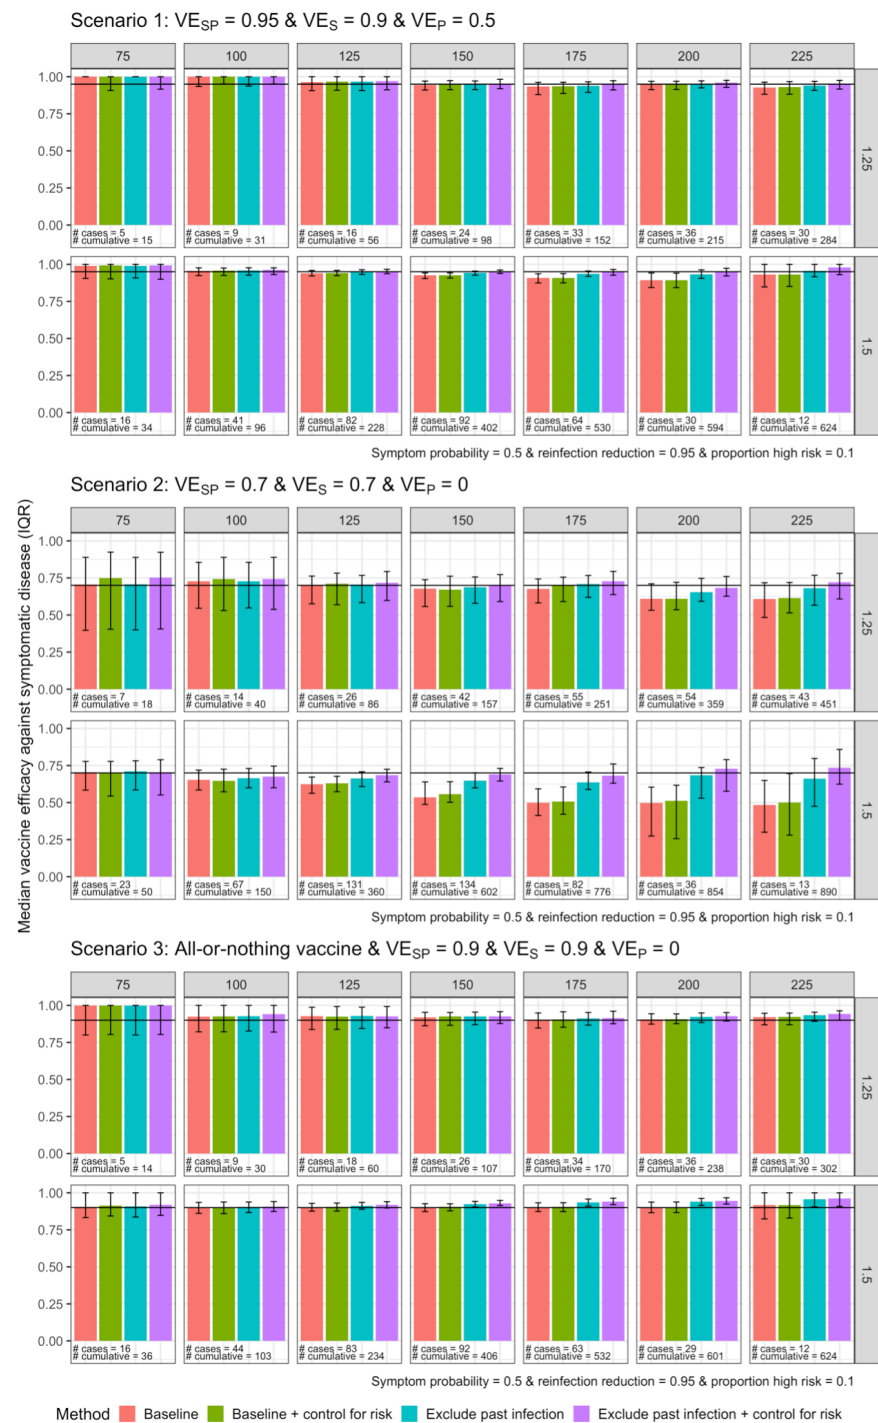 Scenario 1: VE_SP = 0.95 & VE_S = 0.9 & VE_P = 0.5
75 100 125 150 175 200 225
1.00
0.75
0.50
0.25
0.00
# cases = 5 # cases = 9 # cases = 16 # cases = 24 # cases = 33 # cases = 36 # cases = 30
# cumulative = 15 # cumulative = 31 # cumulative = 56 # cumulative = 98 # cumulative = 152 # cumulative = 215 # cumulative = 284
1.25
1.00
0.75
0.50
0.25
0.00
# cases = 16 # cases = 41 # cases = 82 # cases = 92 # cases = 64 # cases = 30 # cases = 12
# cumulative = 34 # cumulative = 96 # cumulative = 228 # cumulative = 402 # cumulative = 530 # cumulative = 594 # cumulative = 624
1.5
Symptom probability = 0.5 & reinfection reduction = 0.95 & proportion high risk = 0.1
Median vaccine efficacy against symptomatic disease (IQR)
Scenario 2: VE_SP = 0.7 & VE_S = 0.7 & VE_P = 0
75 100 125 150 175 200 225
1.00
0.75
0.50
0.25
0.00
# cases = 7 # cases = 14 # cases = 26 # cases = 42 # cases = 55 # cases = 54 # cases = 43
# cumulative = 18 # cumulative = 40 # cumulative = 86 # cumulative = 157 # cumulative = 251 # cumulative = 359 # cumulative = 451
1.25
1.00
0.75
0.50
0.25
0.00
# cases = 23 # cases = 67 # cases = 131 # cases = 134 # cases = 82 # cases = 36 # cases = 13
# cumulative = 50 # cumulative = 150 # cumulative = 360 # cumulative = 602 # cumulative = 776 # cumulative = 854 # cumulative = 890
1.5
Symptom probability = 0.5 & reinfection reduction = 0.95 & proportion high risk = 0.1
Scenario 3: All-or-nothing vaccine & VE_SP = 0.9 & VE_S = 0.9 & VE_P = 0
75 100 125 150 175 200 225
1.00
0.75
0.50
0.25
0.00
# cases = 5 # cases = 9 # cases = 18 # cases = 26 # cases = 34 # cases = 36 # cases = 30
# cumulative = 14 # cumulative = 30 # cumulative = 60 # cumulative = 107 # cumulative = 170 # cumulative = 238 # cumulative = 302
1.25
1.00
0.75
0.50
0.25
0.00
# cases = 16 # cases = 44 # cases = 83 # cases = 92 # cases = 63 # cases = 29 # cases = 12
# cumulative = 36 # cumulative = 103 # cumulative = 234 # cumulative = 406 # cumulative = 532 # cumulative = 601 # cumulative = 624
1.5
Symptom probability = 0.5 & reinfection reduction = 0.95 & proportion high risk = 0.1
Method Baseline Baseline + control for risk Exclude past infection Exclude past infection + control for risk